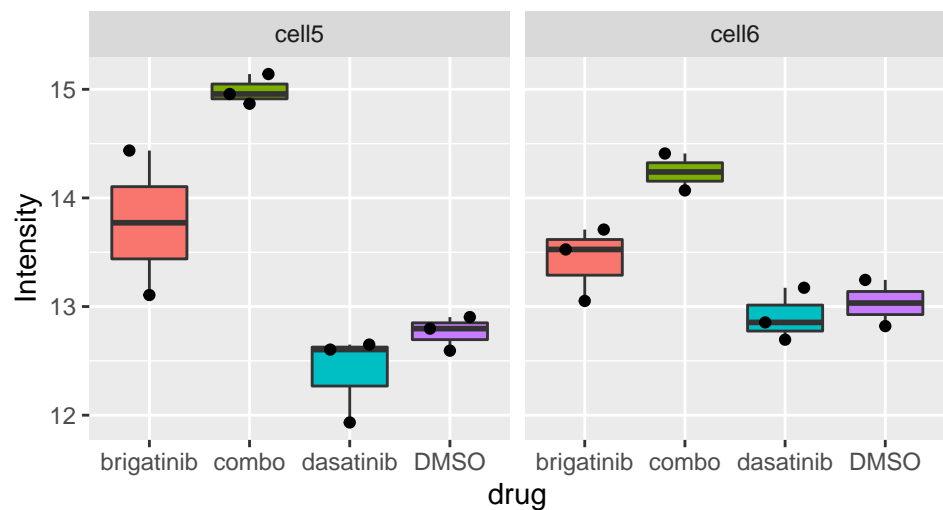 cell5 cell6
15
14
13
12
Intensity
brigatinib combo dasatinib DMSO brigatinib combo dasatinib DMSO
drug